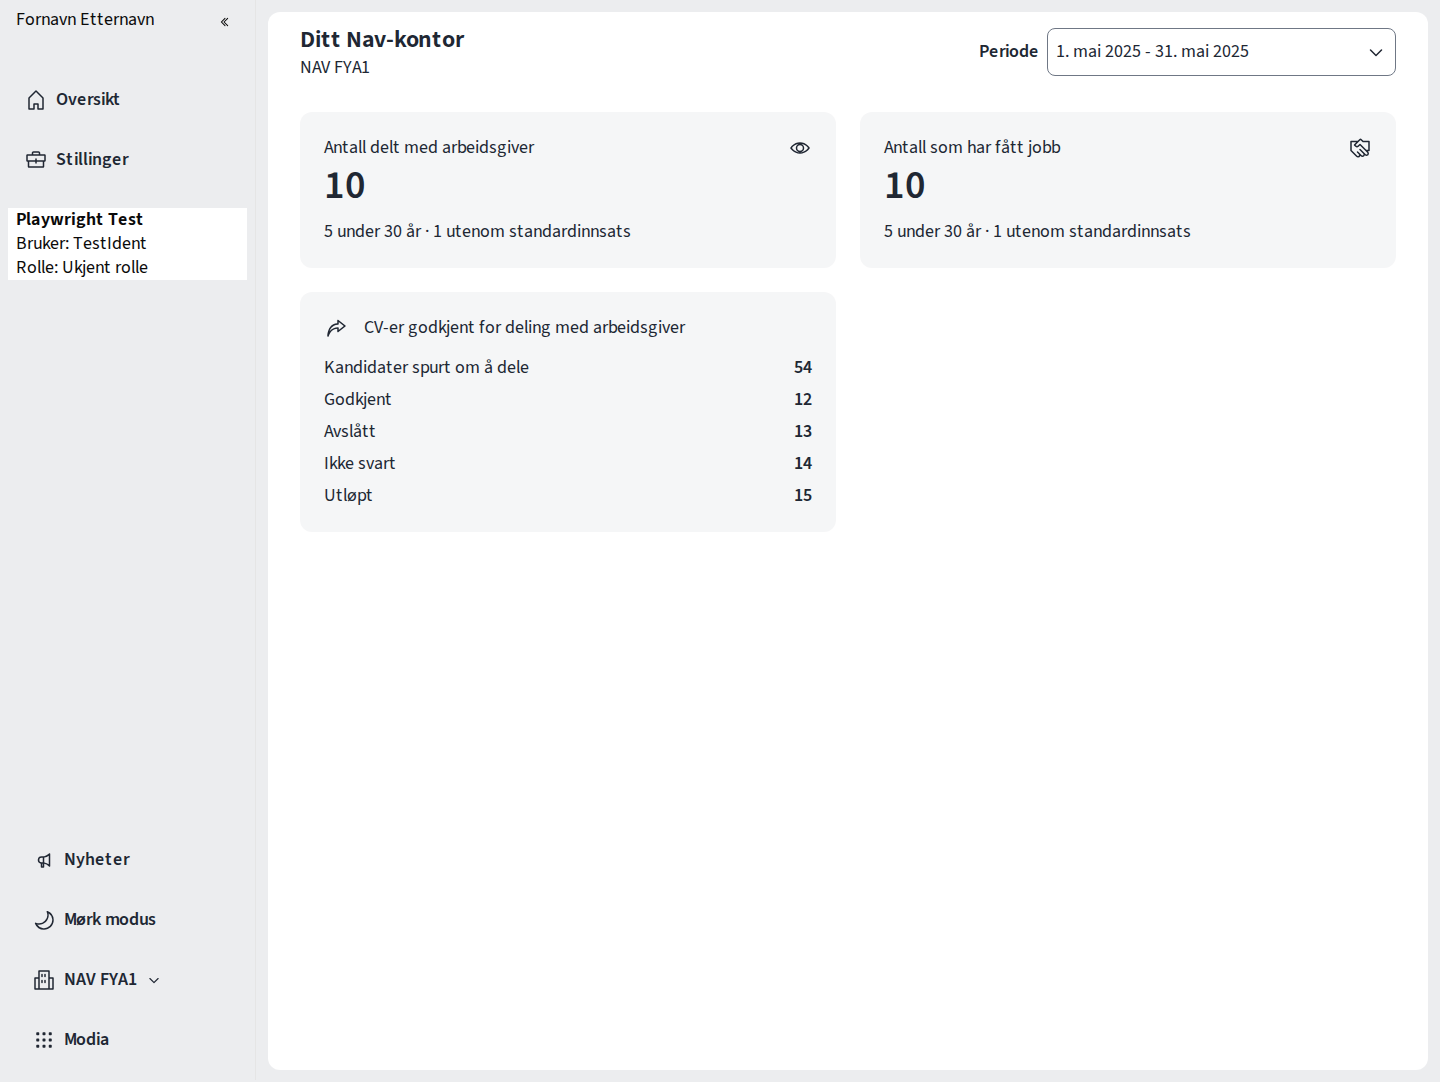 Fornavn Etternavn
Oversikt
Stillinger
Playwright Test
Bruker: TestIdent
Rolle: Ukjent rolle
Nyheter
Mørk modus
NAV FYA1
Media
Ditt Nav-kontor
NAV FYA1
Periode
1. mai 2025 - 31. mai 2025
Antall delt med arbeidsgiver
10
5 under 30 år · 1 utenom standardinnsats
Antall som har fått jobb
10
5 under 30 år · 1 utenom standardinnsats
CV-er godkjent for deling med arbeidsgiver
Kandidater spurt om å dele 54
Godkjent 12
Avslått 13
Ikke svart 14
Utløpt 15